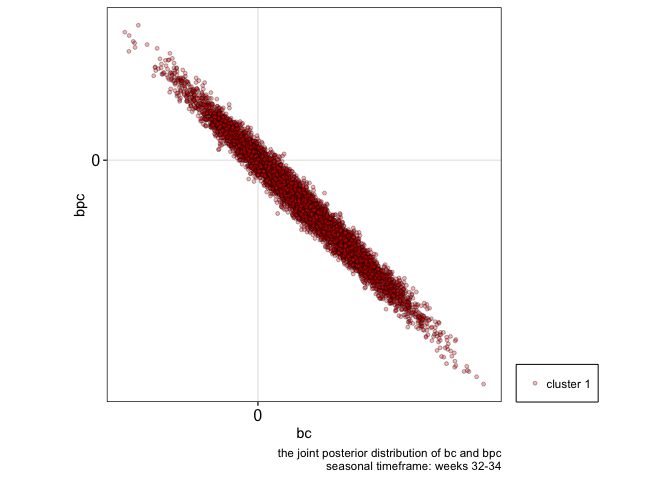 0
bpc
0
bc
cluster 1
the joint posterior distribution of bc and bpc
seasonal timeframe: weeks 32-34